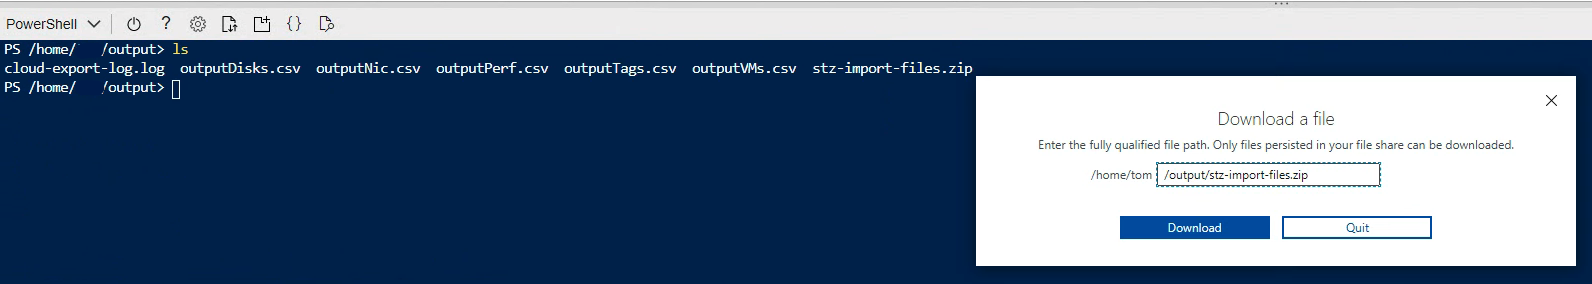 PowerShell
PS /home/ /output> ls
cloud-export-log.log outputDisks.csv outputNic.csv outputPerf.csv outputTags.csv outputVMs.csv stz-import-files.zip
PS /home/ /output>
Download a file
Enter the fully qualified file path. Only files persisted in your file share can be downloaded.
/home/tom /output/stz-import-files.zip
Download Quit